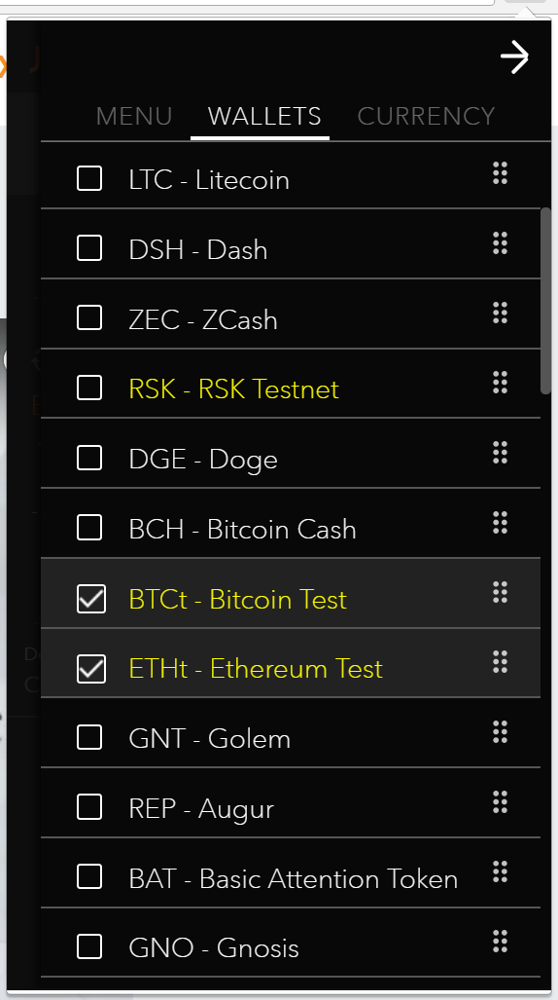 MENU WALLETS CURRENCY
LTC - Litecoin
DSH - Dash
ZEC - ZCash
RSK - RSK Testnet
DGE - Doge
BCH - Bitcoin Cash
BTCt - Bitcoin Test
ETHt - Ethereum Test
GNT - Golem
REP - Augur
BAT - Basic Attention Token
GNO - Gnosis